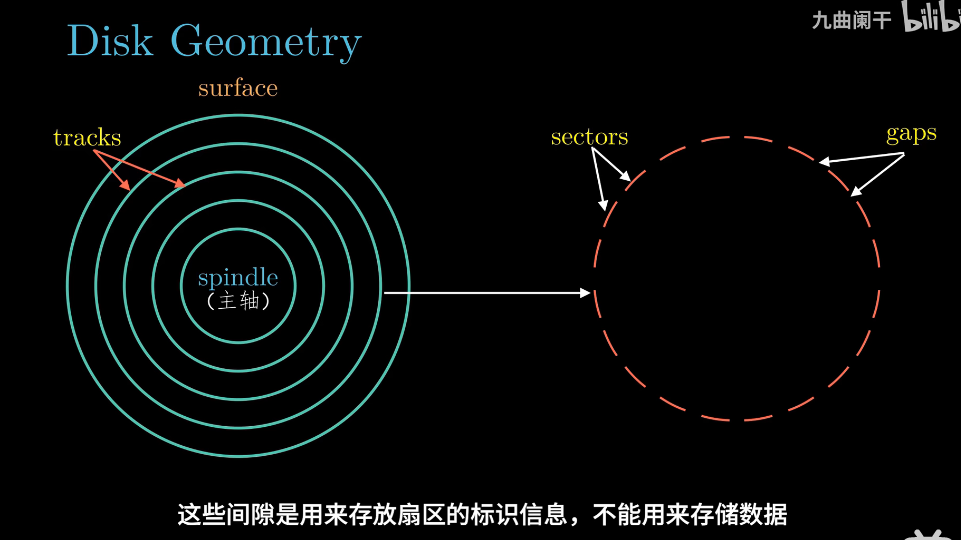 九曲阑干
Disk Geometry
surface
tracks
sectors
gaps
spindle
(主轴)
这些间隙是用来存放扇区的标识信息，不能用来存储数据